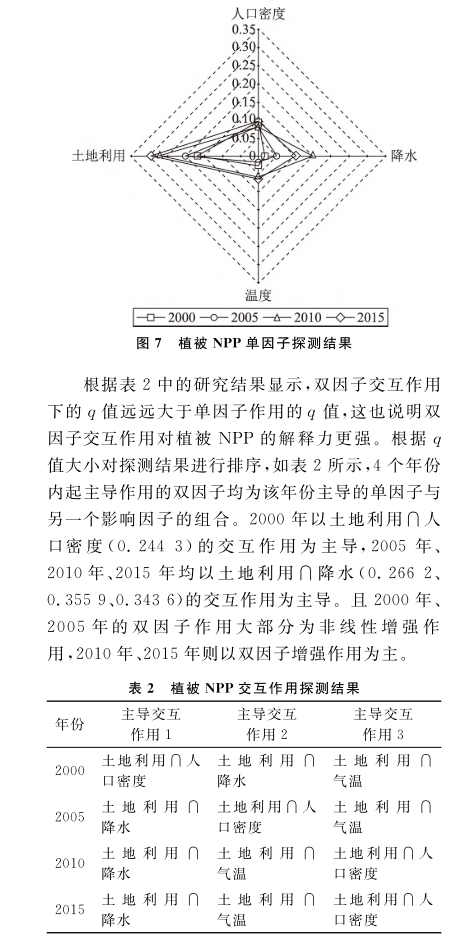 人口密度
0.35
0.30
0.25
0.20
0.15
0.10
0.05
0
土地利用
降水
温度
2000 2005 2010 2015
图 7 植被 NPP 单因子探测结果
根据表 2 中的研究结果显示,双因子交互作用
下的 q 值远远大于单因子作用的 q 值,这也说明双
因子交互作用对植被 NPP 的解释力更强。根据 q
值大小对探测结果进行排序,如表 2 所示,4 个年份
内起主导作用的双因子均为该年份主导的单因子与
另一个影响因子的组合。2000 年以土地利用∩人
口密度(0. 244 3)的交互作用为主导,2005 年、
2010 年、2015 年均以土地利用∩降水(0. 266 2、
0. 355 9、0. 343 6)的交互作用为主导。且 2000 年、
2005 年的双因子作用大部分为非线性增强作
用,2010 年、2015 年则以双因子增强作用为主。
表 2 植被 NPP 交互作用探测结果
年份 主导交互 主导交互 主导交互
作用 1 作用 2 作用 3
2000 土地利用∩人 土地利用∩ 土地利用∩
口密度 降水 气温
2005 土地利用∩ 土地利用∩人 土地利用∩
降水 口密度 气温
2010 土地利用∩ 土地利用∩ 土地利用∩人
降水 气温 口密度
2015 土地利用∩ 土地利用∩ 土地利用∩人
降水 气温 口密度